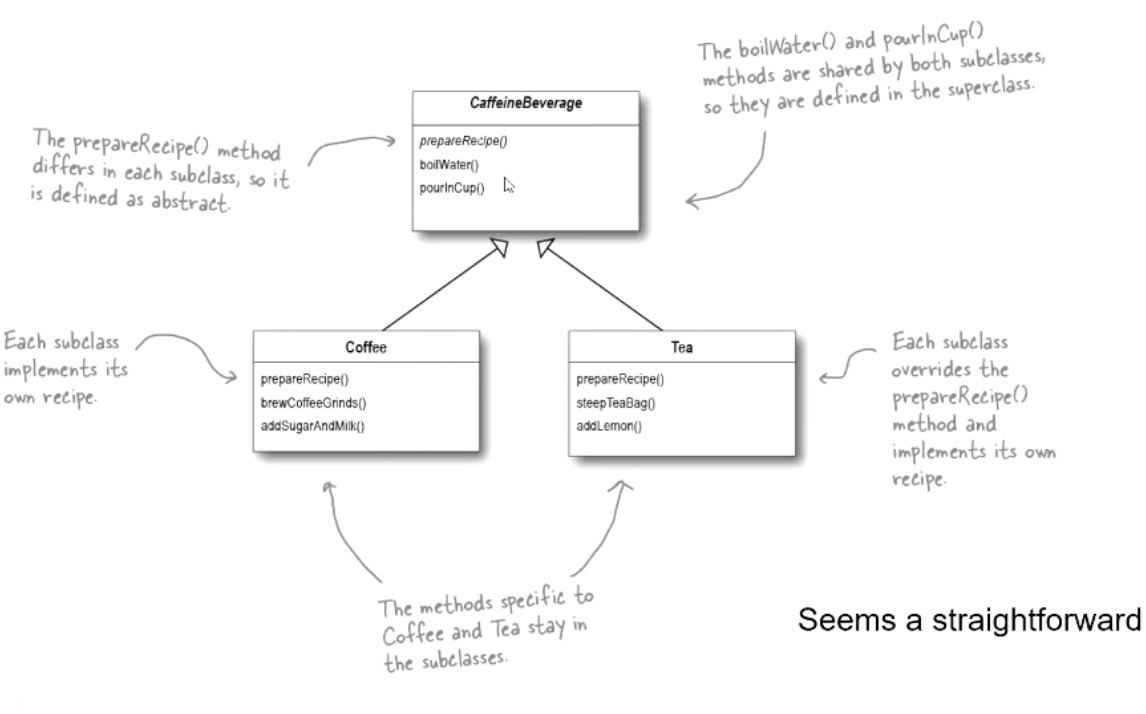 The boilWater() and pourInCup()
methods are shared by both subclasses,
so they are defined in the superclass.
CaffeineBeverage
prepareRecipe()
boilWater()
pourInCup()
The prepareRecipe() method
differs in each subclass, so it
is defined as abstract.
Each subclass
implements its
own recipe.
Coffee
prepareRecipe()
brewCoffeeGrinds()
addSugarAndMilk()
Tea
prepareRecipe()
steepTeaBag()
addLemon()
Each subclass
overrides the
prepareRecipe()
method and
implements its own
recipe.
The methods specific to
Coffee and Tea stay in
the subclasses.
Seems a straightforward